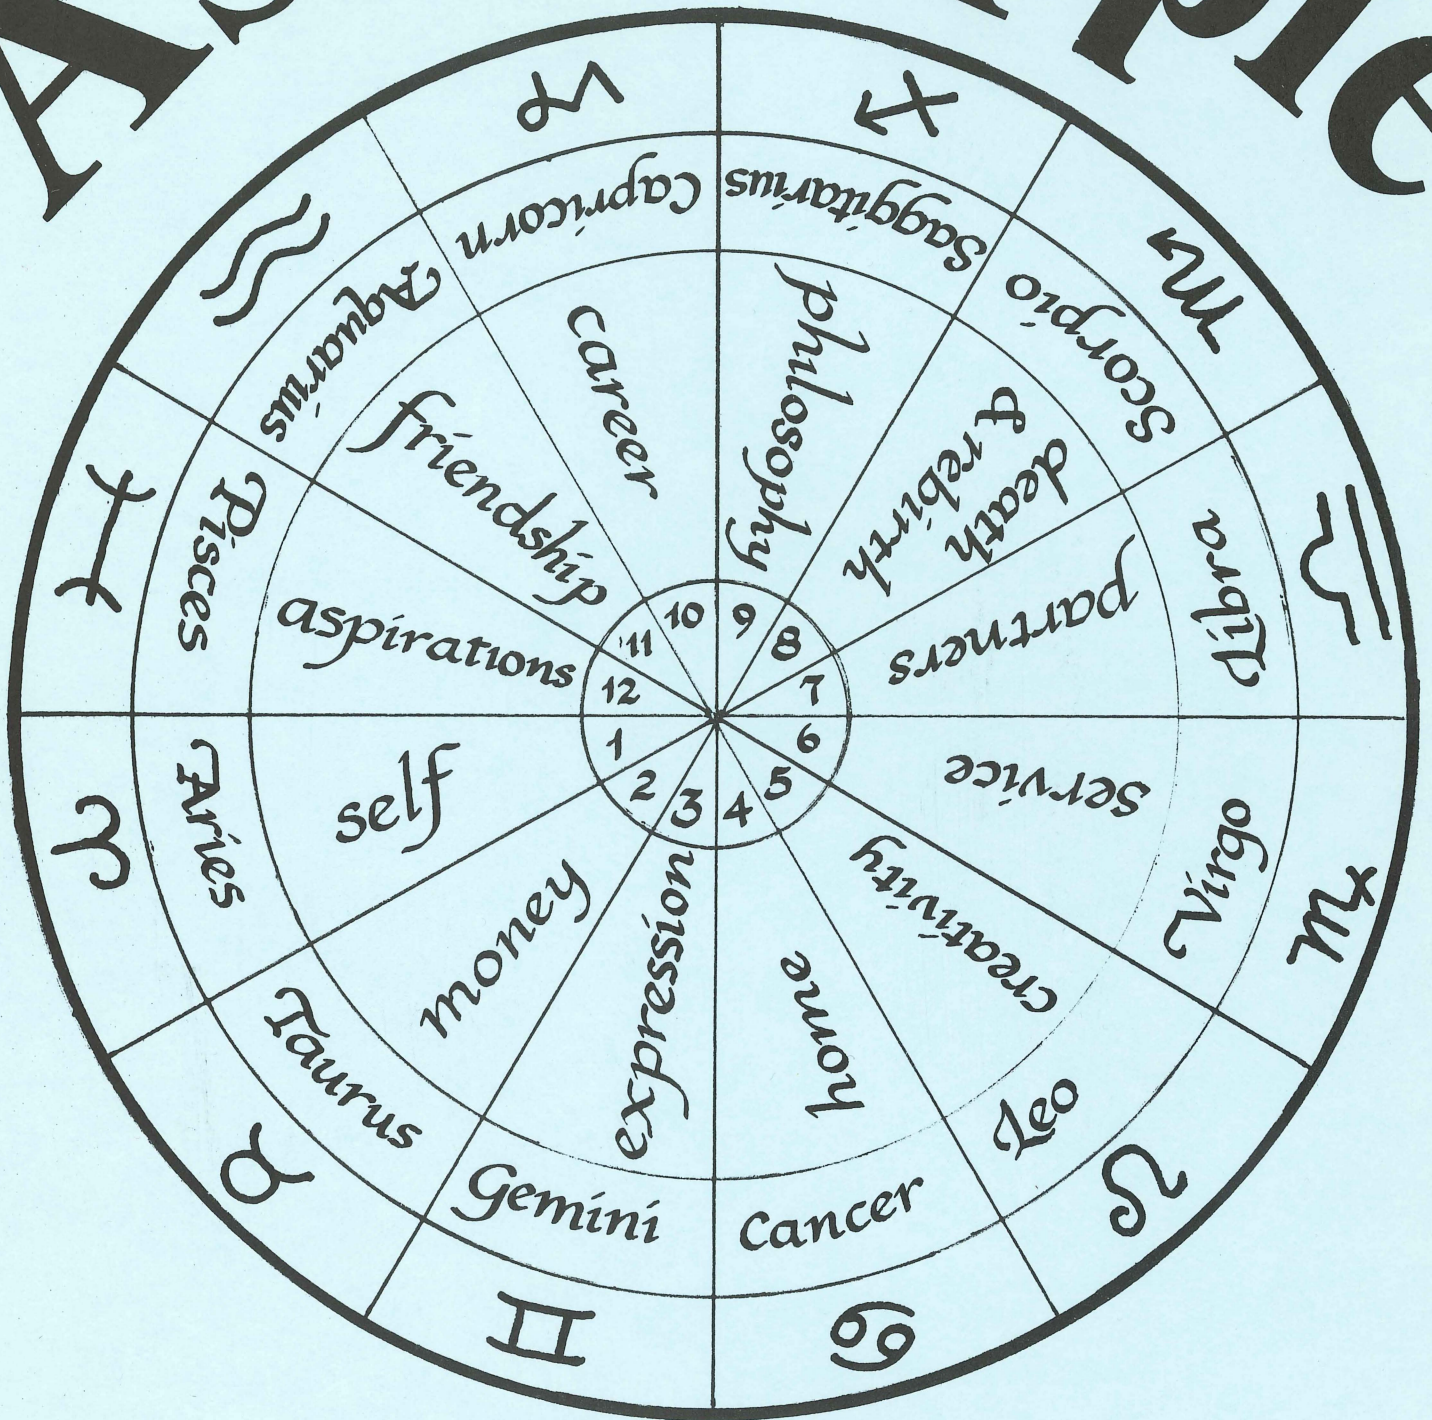 Aries
self
1
Taurus
money
2
Gemini
expression
3
Cancer
home
4
Leo
creativity
5
Virgo
service
6
Libra
partners
7
Scorpio
death
& rebirth
8
Saggitarius
philosophy
9
Capricorn
career
10
Aquarius
friendship
11
Pisces
aspirations
12